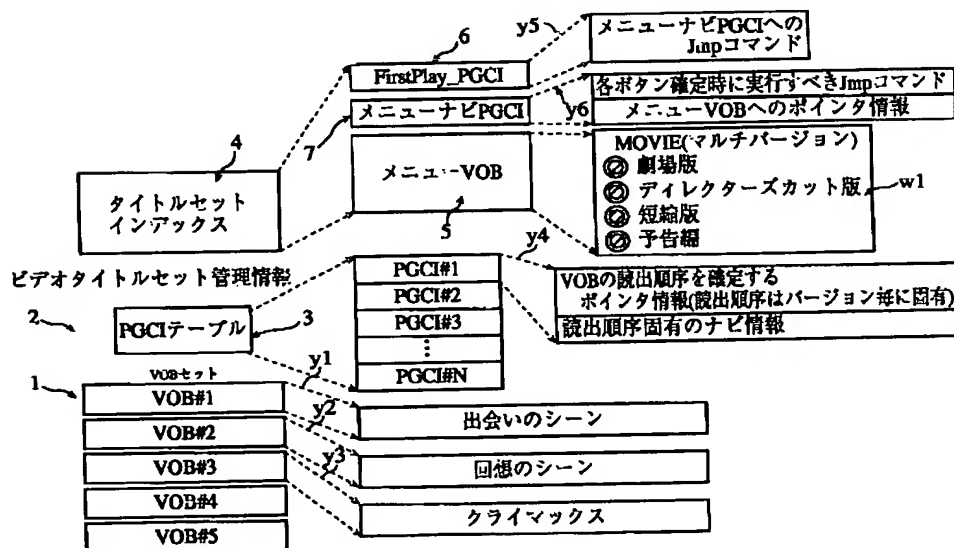 6
y5
メニューナビPGCIへの
Jmpコマンド
FirstPlay_PGCI
y6
各ボタン確定時に実行すべきJmpコマンド
メニューVOBへのポインタ情報
7
メニューナビPGCI
4
タイトルセット
インデックス
メニューVOB
5
MOVIE(マルチバージョン)
劇場版
ディレクターズカット版
短縮版
予告編
w1
y4
ビデオタイトルセット管理情報
2
PGCIテーブル
3
PGCI#1
PGCI#2
PGCI#3
⋮
PGCI#N
VOBの読出順序を確定する
ポインタ情報(読出順序はバージョン毎に固有)
読出順序固有のナビ情報
1
VOBセット
y1
VOB#1
VOB#2
VOB#3
VOB#4
VOB#5
y2
y3
出会いのシーン
回想のシーン
クライマックス